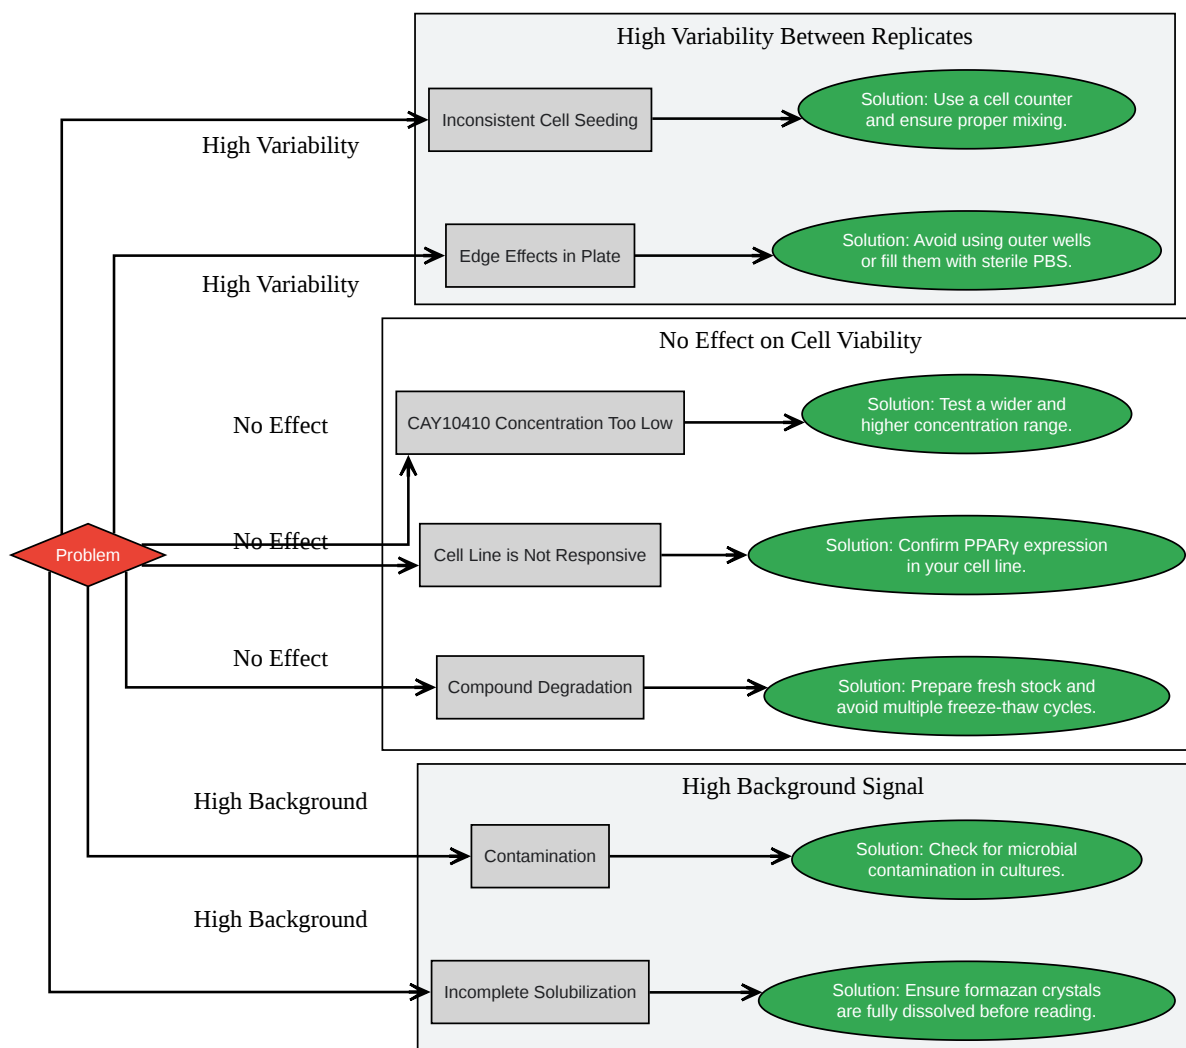 High Variability Between Replicates
Inconsistent Cell Seeding
Solution: Use a cell counter
and ensure proper mixing.
High Variability
Edge Effects in Plate
Solution: Avoid using outer wells
or fill them with sterile PBS.
High Variability
No Effect on Cell Viability
No Effect
CAY10410 Concentration Too Low
Solution: Test a wider and
higher concentration range.
Problem
No Effect
Cell Line is Not Responsive
Solution: Confirm PPARγ expression
in your cell line.
No Effect
Compound Degradation
Solution: Prepare fresh stock and
avoid multiple freeze-thaw cycles.
High Background Signal
High Background
Contamination
Solution: Check for microbial
contamination in cultures.
High Background
Incomplete Solubilization
Solution: Ensure formazan crystals
are fully dissolved before reading.